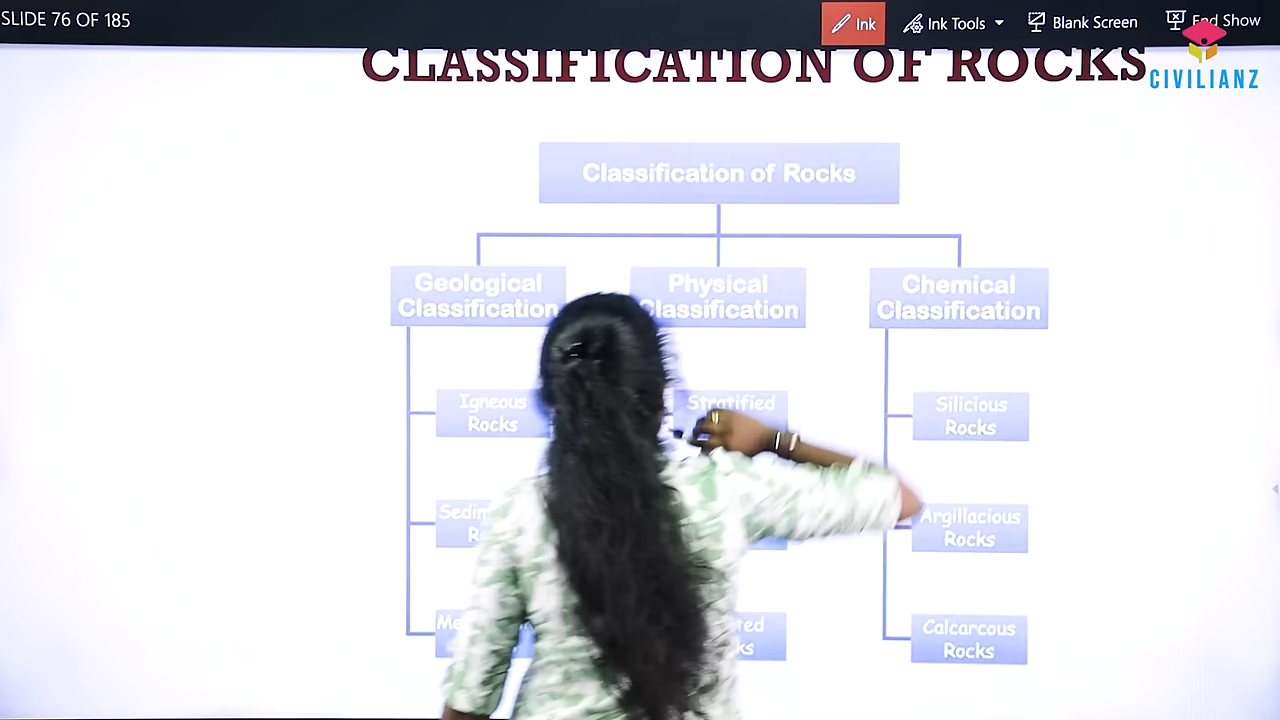 SLIDE 76 OF 185
Ink
Ink Tools
Blank Screen
End Show
CIVILIANZ
CLASSIFICATION OF ROCKS
Classification of Rocks
Geological
Classification
Physical
Classification
Chemical
Classification
Igneous
Rocks
Stratified
Silicious
Rocks
Argillacious
Rocks
Calcarcous
Rocks